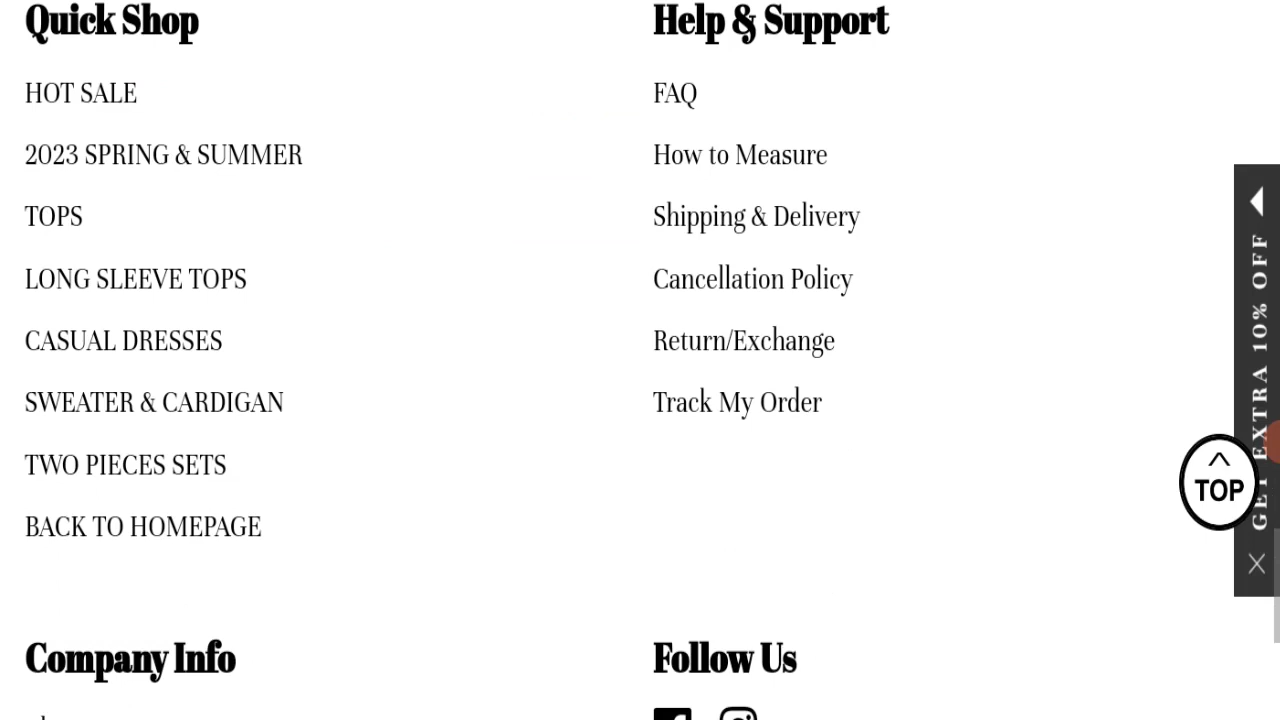 Quick Shop
HOT SALE
2023 SPRING & SUMMER
TOPS
LONG SLEEVE TOPS
CASUAL DRESSES
SWEATER & CARDIGAN
TWO PIECES SETS
BACK TO HOMEPAGE
Help & Support
FAQ
How to Measure
Shipping & Delivery
Cancellation Policy
Return/Exchange
Track My Order
GET EXTRA 10% OFF
TOP
Company Info
Follow Us